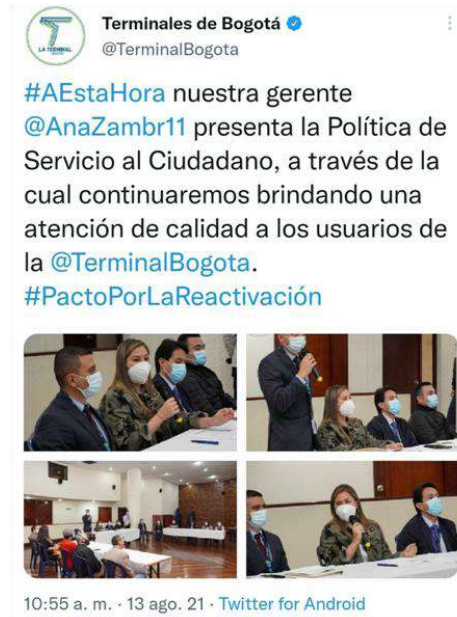 Terminales de Bogotá
@TerminalBogota
LA TERMINAL
#AEstaHora nuestra gerente
@AnaZambr11 presenta la Política de
Servicio al Ciudadano, a través de la
cual continuaremos brindando una
atención de calidad a los usuarios de
la @TerminalBogota.
#PactoPorLaReactivación
10:55 a. m. · 13 ago. 21 · Twitter for Android